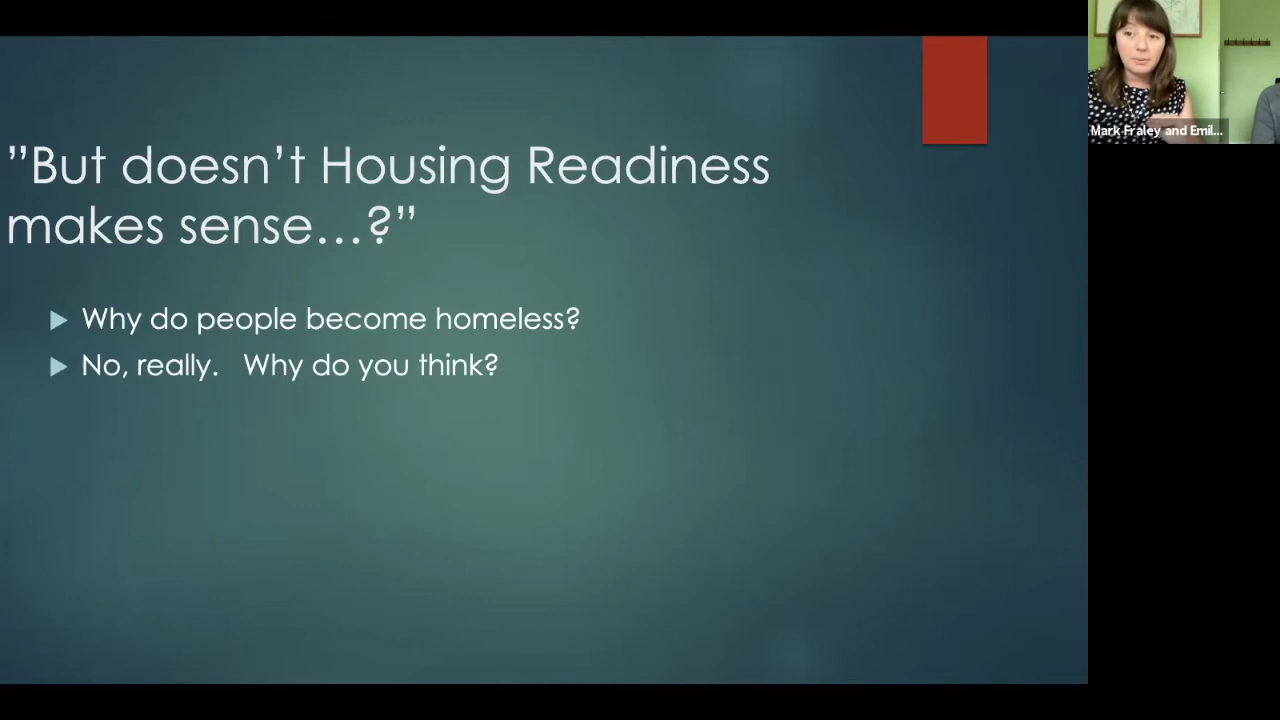 ”But doesn’t Housing Readiness
makes sense…?”
Why do people become homeless?
No, really. Why do you think?
Mark Fraley and Emil...